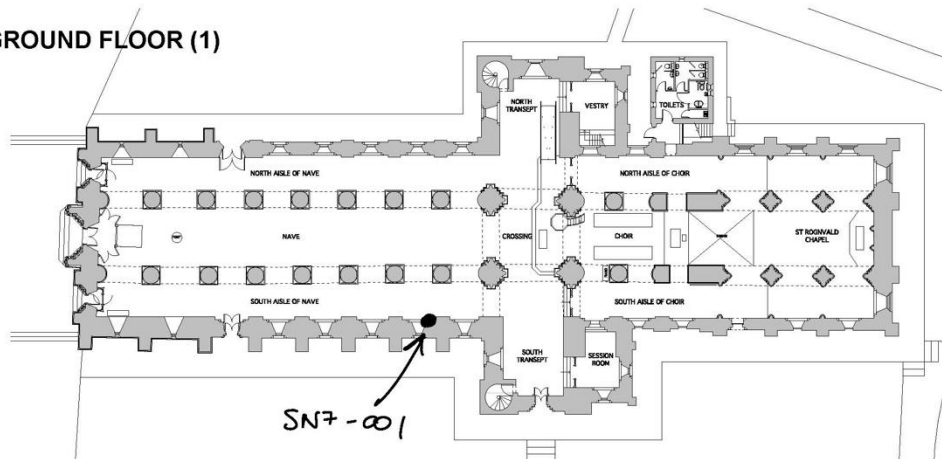 GROUND FLOOR (1)
NORTH
TRANSEPT
VESTRY
TOILETS
NORTH AISLE OF NAVE
NORTH AISLE OF CHOIR
NAVE
CROSSING
CHOIR
ST ROGNVALD
CHAPEL
SOUTH AISLE OF NAVE
SOUTH AISLE OF CHOIR
SOUTH
TRANSEPT
SESSION
ROOM
SN7-001